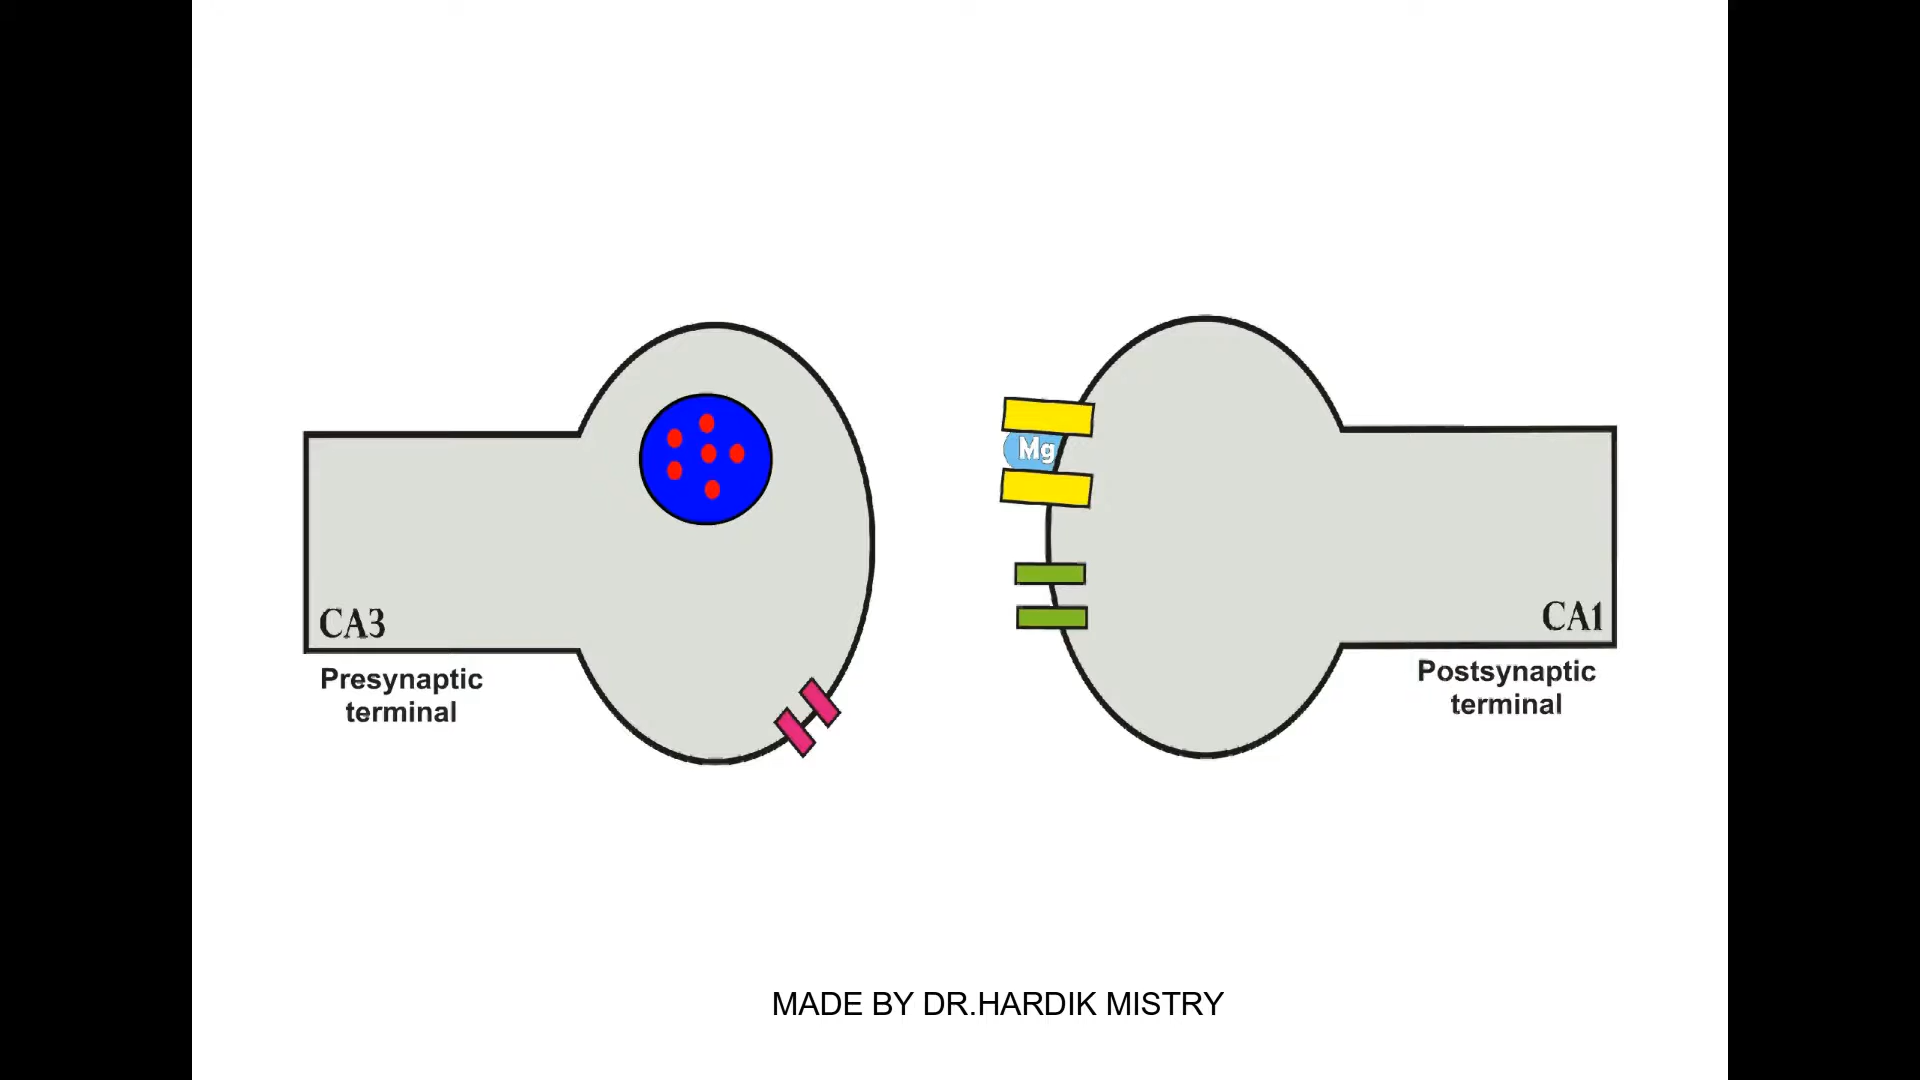 Mg
CA3
CA1
Presynaptic
terminal
Postsynaptic
terminal
MADE BY DR.HARDIK MISTRY